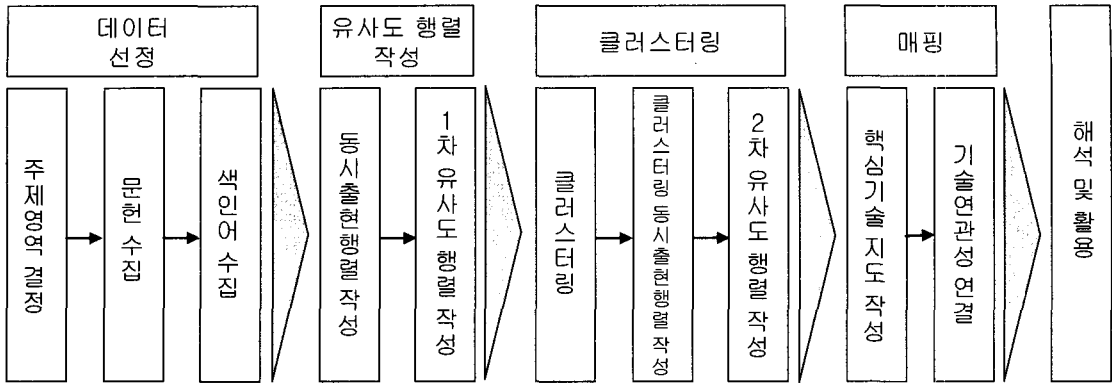 데이터
선정
유사도 행렬
작성
클러스터링
매핑
해석 및 활용
주제영역 결정
문헌 수집
색인어 수집
동시출현행렬 작성
1차 유사도 행렬 작성
클러스터링
클러스터링 동시출현행렬 작성
2차 유사도 행렬 작성
핵심기술 지도 작성
기술연관성 연결